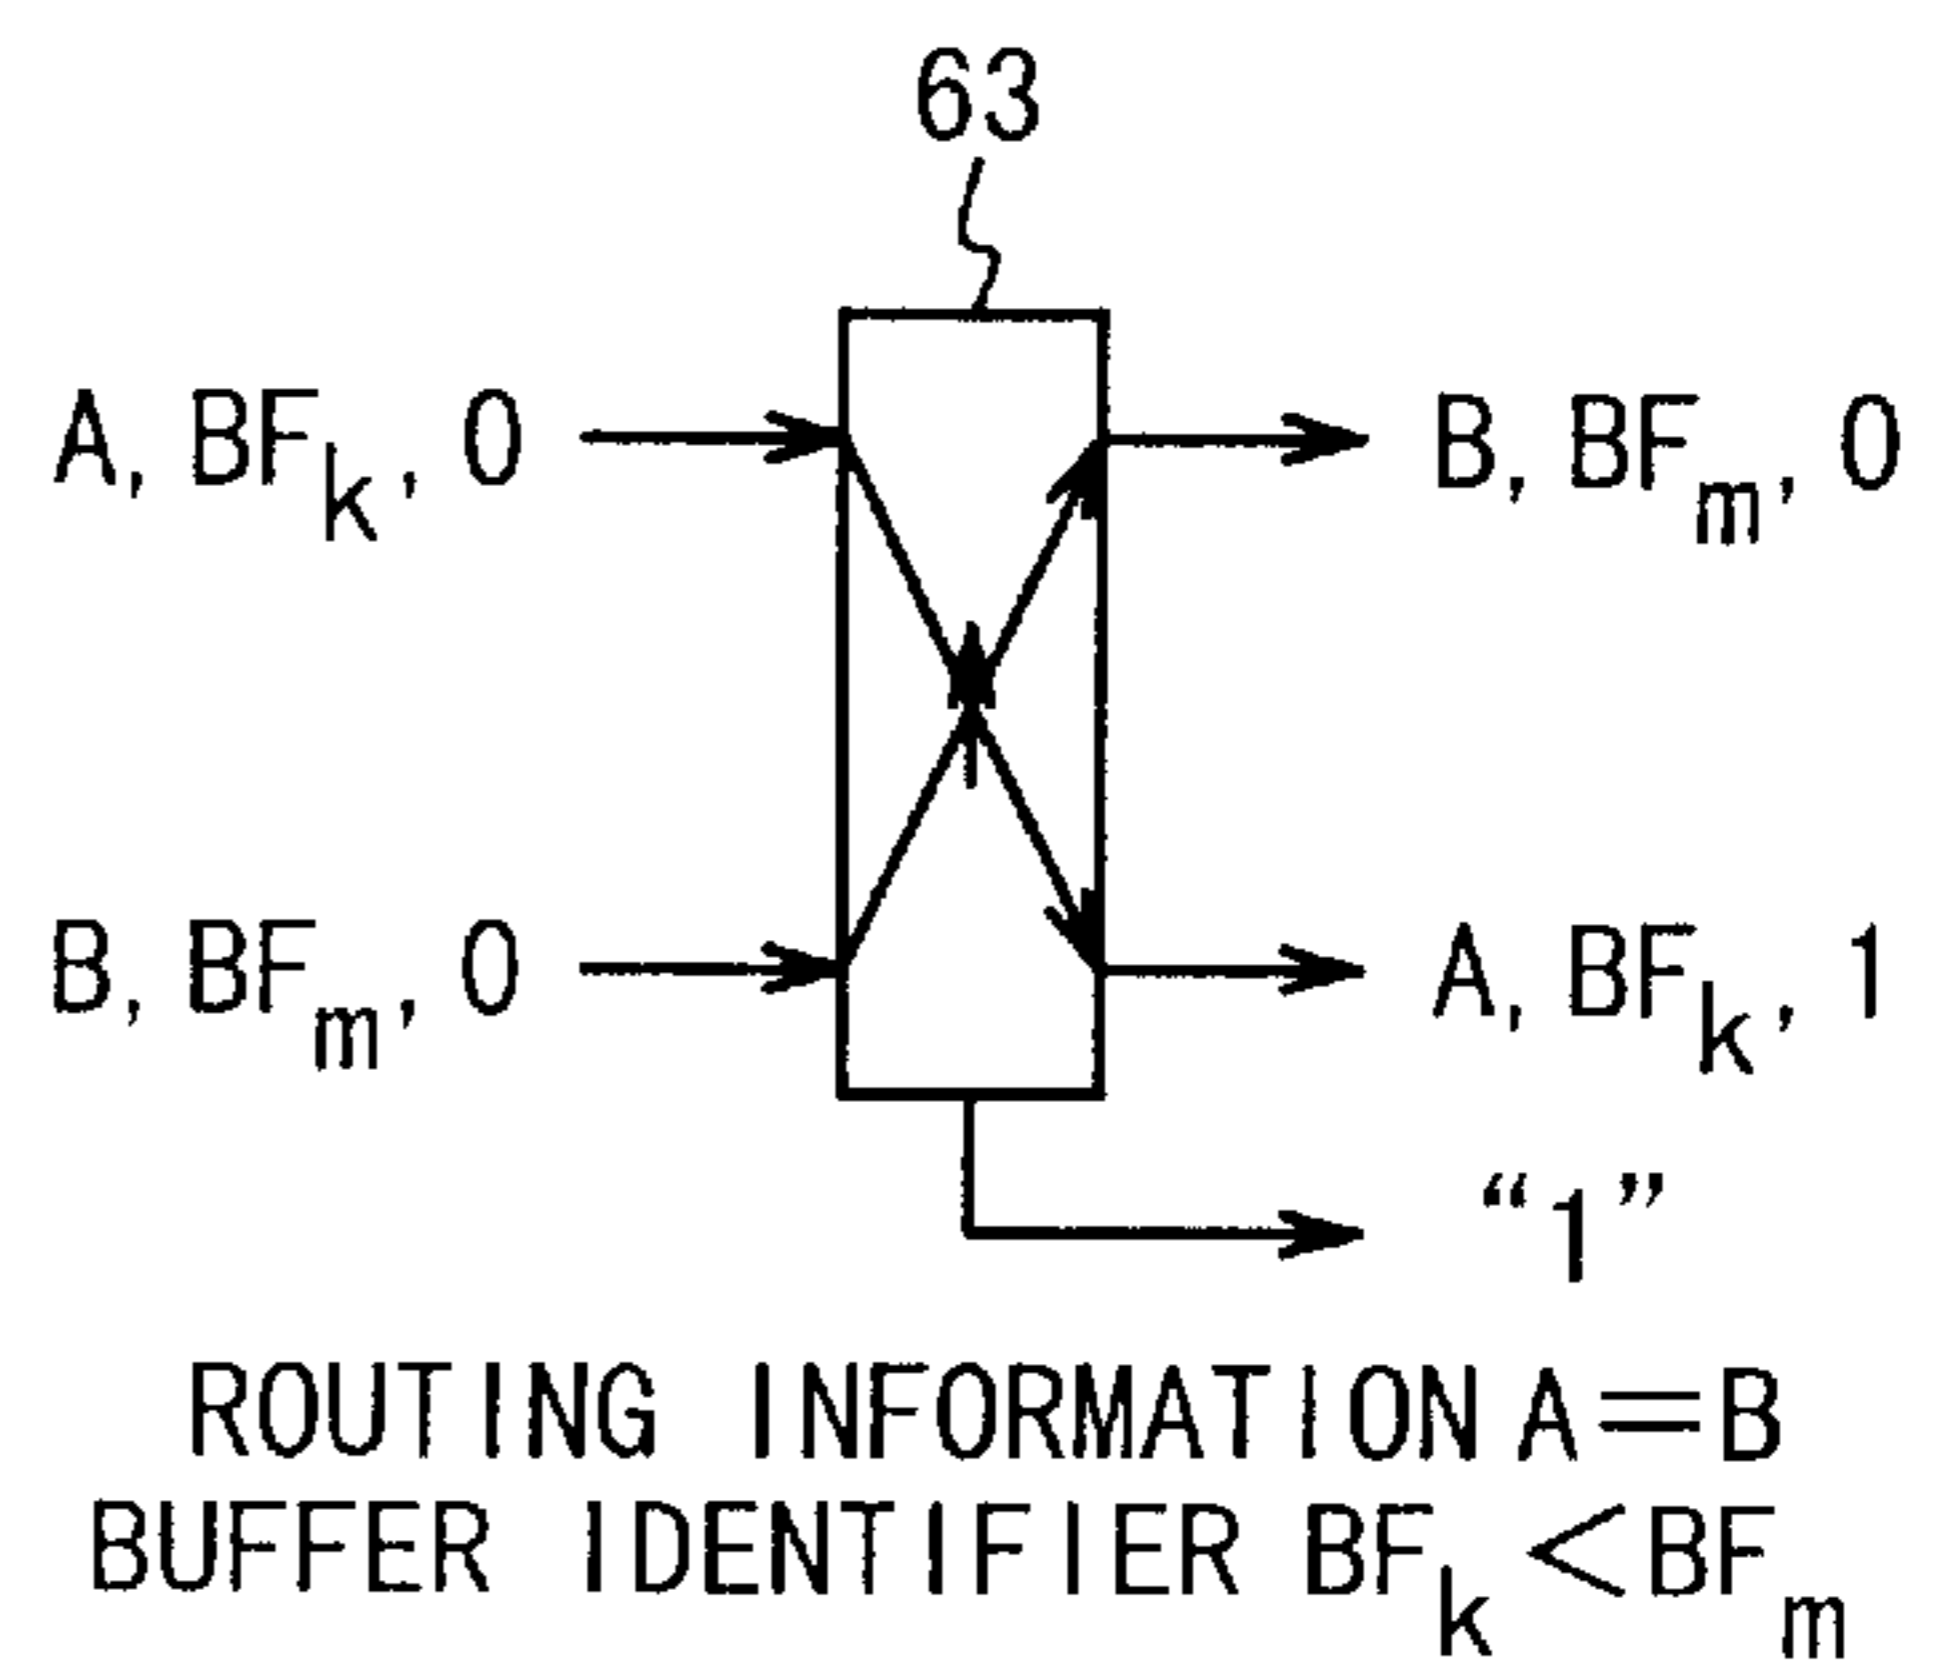 63
A, BFk, 0
B, BFm, 0
B, BFm, 0
A, BFk, 1
“1”
ROUTING INFORMATION A=B
BUFFER IDENTIFIER BFk <BFm